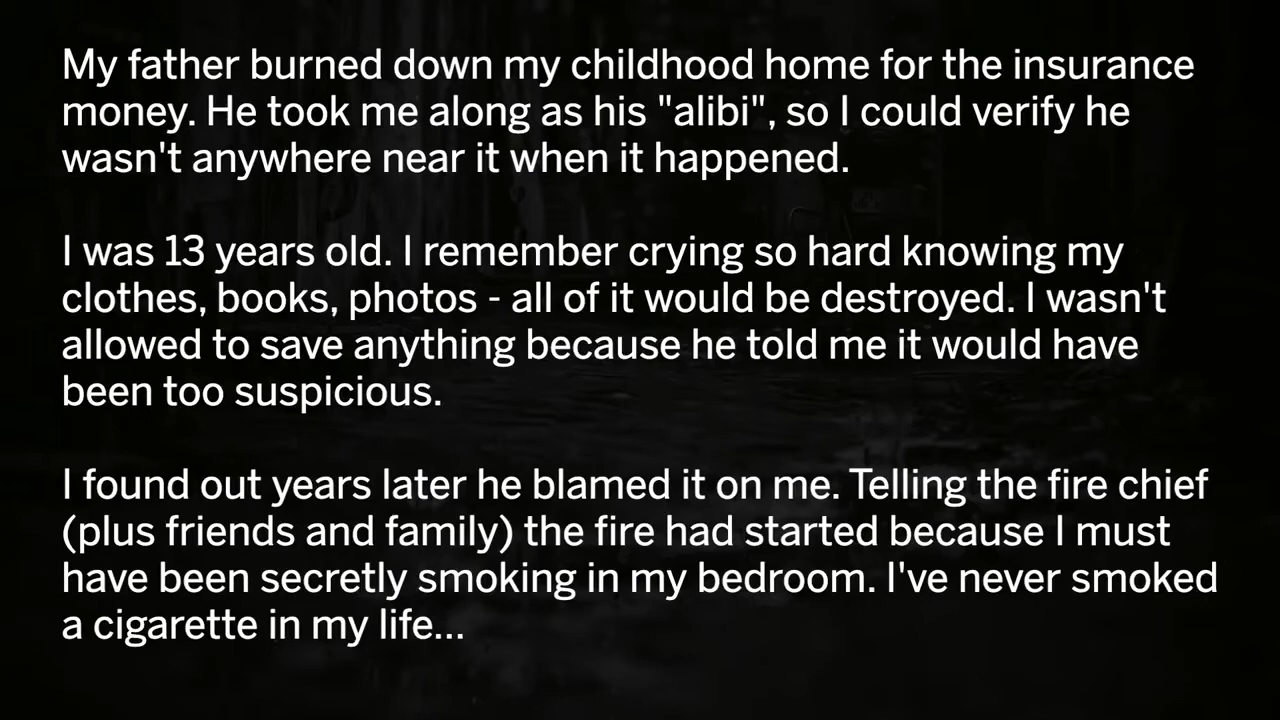 My father burned down my childhood home for the insurance
money. He took me along as his "alibi", so I could verify he
wasn't anywhere near it when it happened.
I was 13 years old. I remember crying so hard knowing my
clothes, books, photos - all of it would be destroyed. I wasn't
allowed to save anything because he told me it would have
been too suspicious.
I found out years later he blamed it on me. Telling the fire chief
(plus friends and family) the fire had started because I must
have been secretly smoking in my bedroom. I've never smoked
a cigarette in my life...